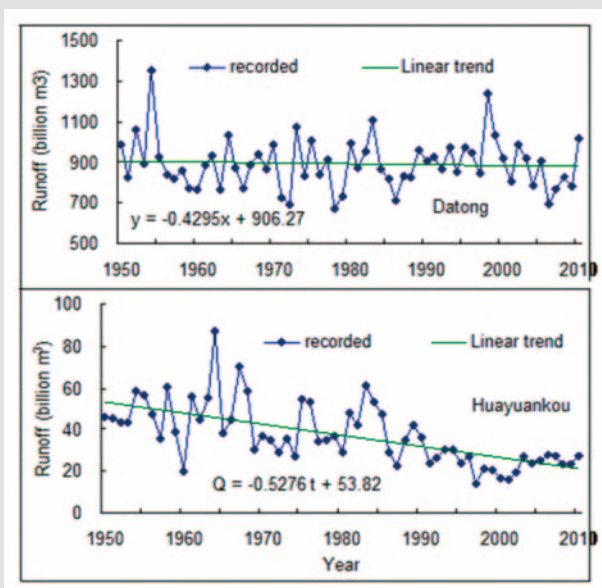 1500
1300
1100
900
700
500
Runoff (billion m3)
recorded
Linear trend
y = -0.4295x + 906.27
Datong
1950 1960 1970 1980 1990 2000 2010
100
80
60
40
20
0
Runoff (billion m³)
recorded
Linear trend
Huayuankou
Q = -0.5276 t + 53.82
1950 1960 1970 1980 1990 2000 2010
Year